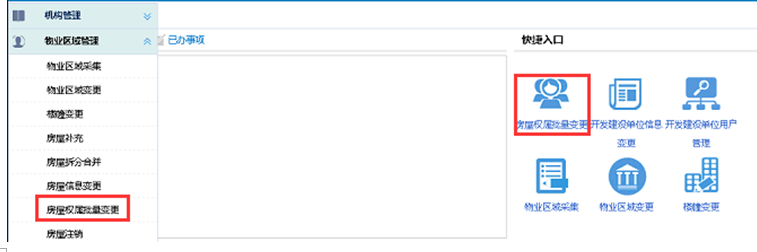 机构管理
物业区域管理
物业区域采集
物业区域变更
楼幢变更
房屋补充
房屋拆分合并
房屋信息变更
房屋权属批量变更
房屋注销
已办事项
快捷入口
房屋权属批量变更
开发建设单位信息
变更
开发建设单位用户
管理
物业区域采集
物业区域变更
楼幢变更